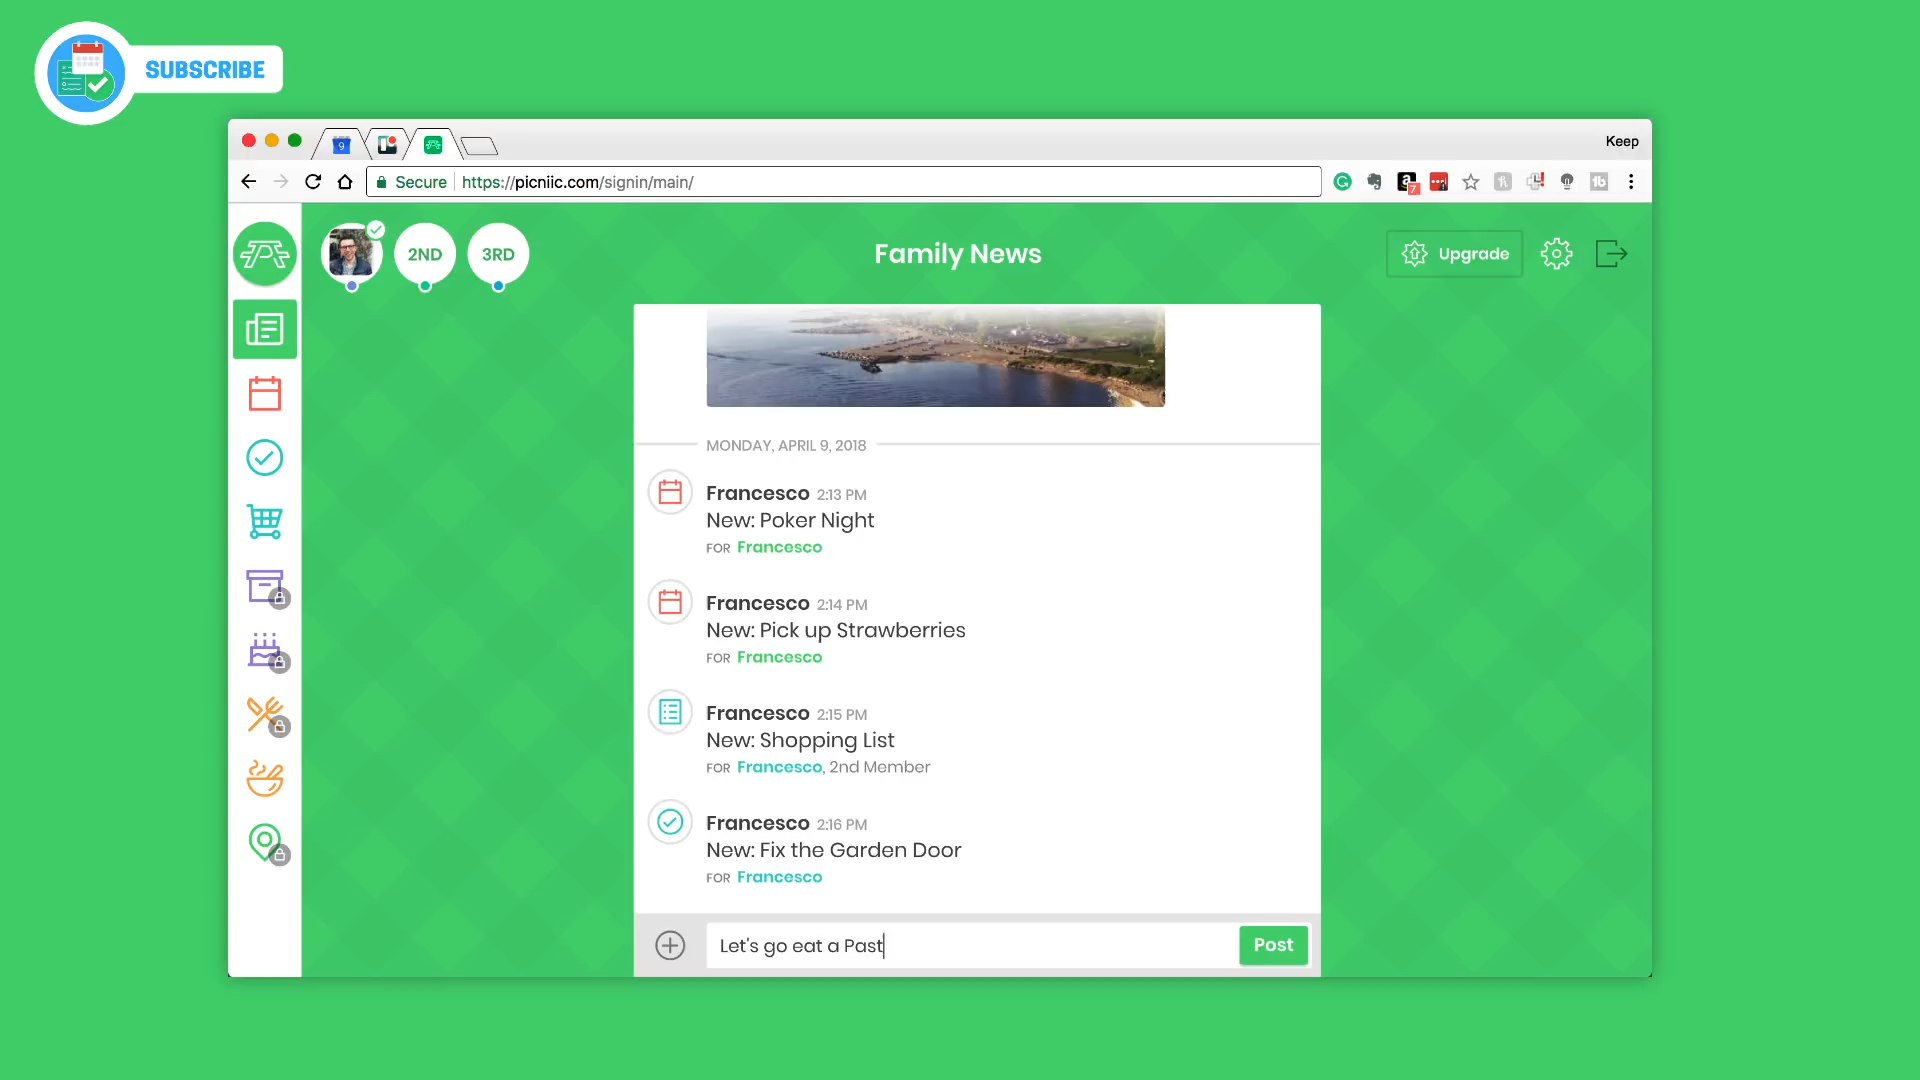 SUBSCRIBE
9
Keep
Secure
https://picniic.com/signin/main/
7
2ND
3RD
Family News
Upgrade
MONDAY, APRIL 9, 2018
Francesco 2:13 PM
New: Poker Night
FOR Francesco
Francesco 2:14 PM
New: Pick up Strawberries
FOR Francesco
Francesco 2:15 PM
New: Shopping List
FOR Francesco, 2nd Member
Francesco 2:16 PM
New: Fix the Garden Door
FOR Francesco
Let's go eat a Past
Post